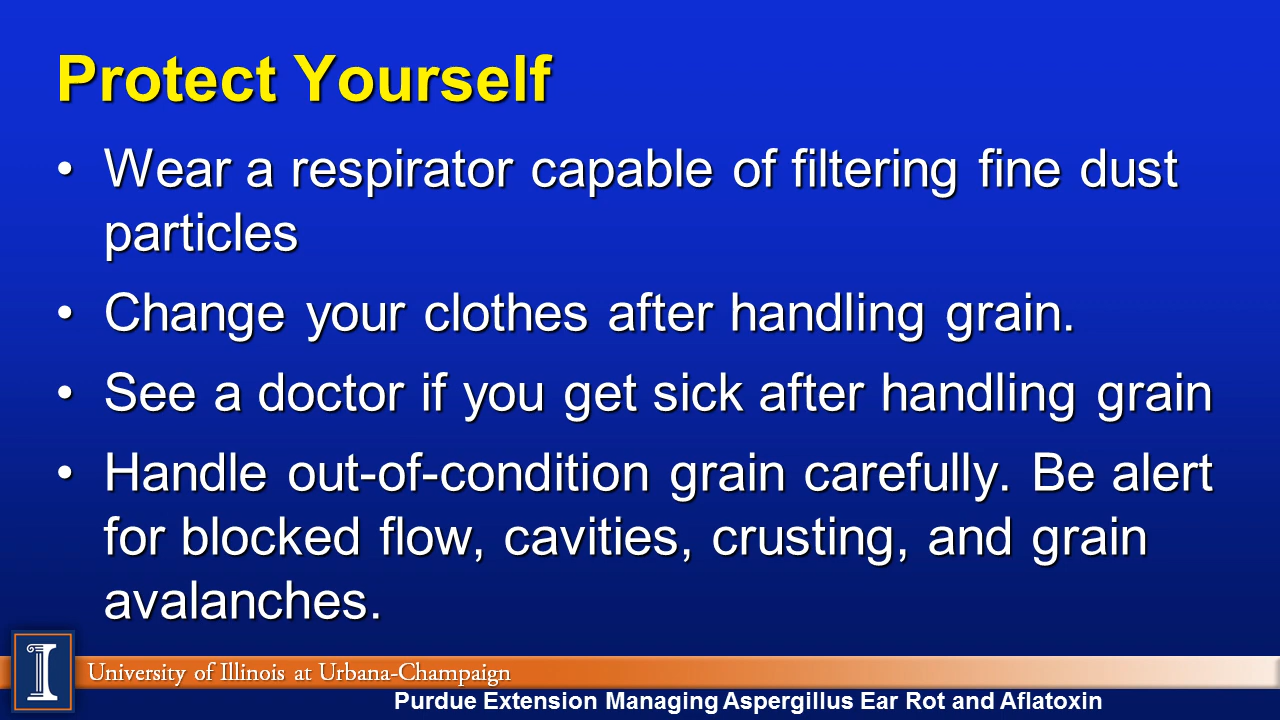 Protect Yourself
• Wear a respirator capable of filtering fine dust
particles
• Change your clothes after handling grain.
• See a doctor if you get sick after handling grain
• Handle out-of-condition grain carefully. Be alert
for blocked flow, cavities, crusting, and grain
avalanches.
I
University of Illinois at Urbana-Champaign
Purdue Extension Managing Aspergillus Ear Rot and Aflatoxin